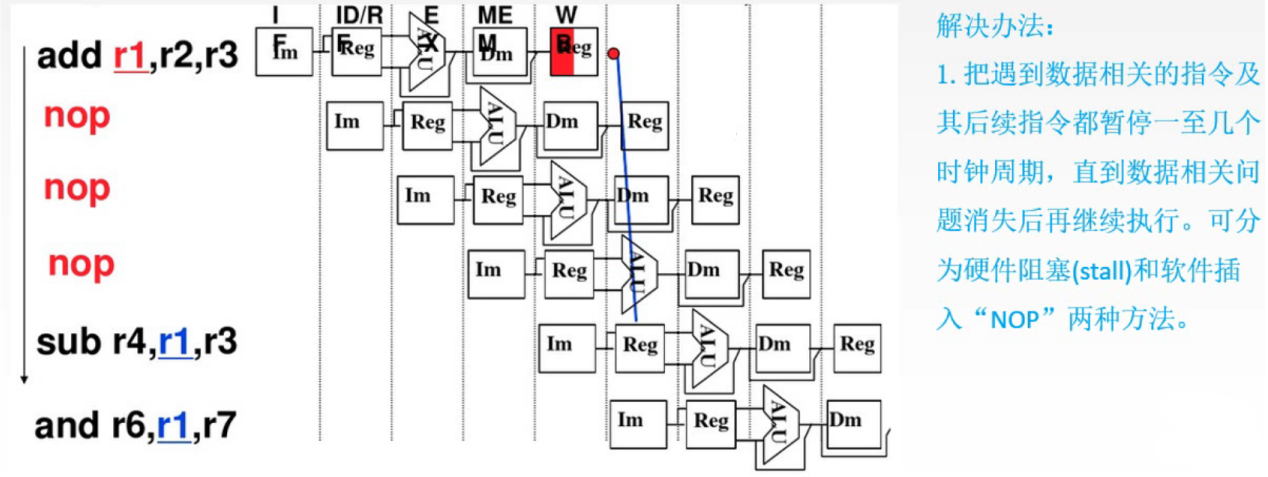 IF ID/RF EX MEM WB
add r1,r2,r3 Im Reg ALU Dm Reg
nop Im Reg ALU Dm Reg
nop Im Reg ALU Dm Reg
nop Im Reg ALU Dm Reg
sub r4,r1,r3 Im Reg ALU Dm Reg
and r6,r1,r7 Im Reg ALU Dm
解决办法：
1. 把遇到数据相关的指令及
其后续指令都暂停一至几个
时钟周期，直到数据相关问
题消失后再继续执行。可分
为硬件阻塞(stall)和软件插
入“NOP”两种方法。